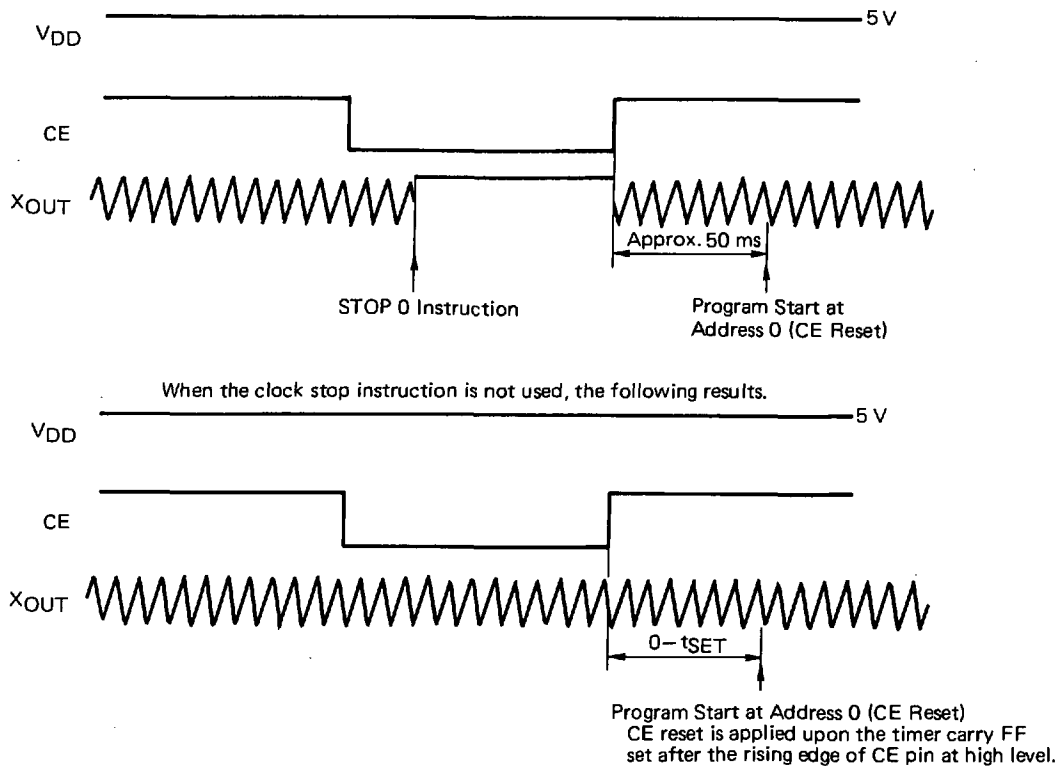 VDD
5 V
CE
XOUT
Approx. 50 ms
STOP 0 Instruction
Program Start at
Address 0 (CE Reset)
When the clock stop instruction is not used, the following results.
VDD
5 V
CE
XOUT
0–tSET
Program Start at Address 0 (CE Reset)
CE reset is applied upon the timer carry FF
set after the rising edge of CE pin at high level.